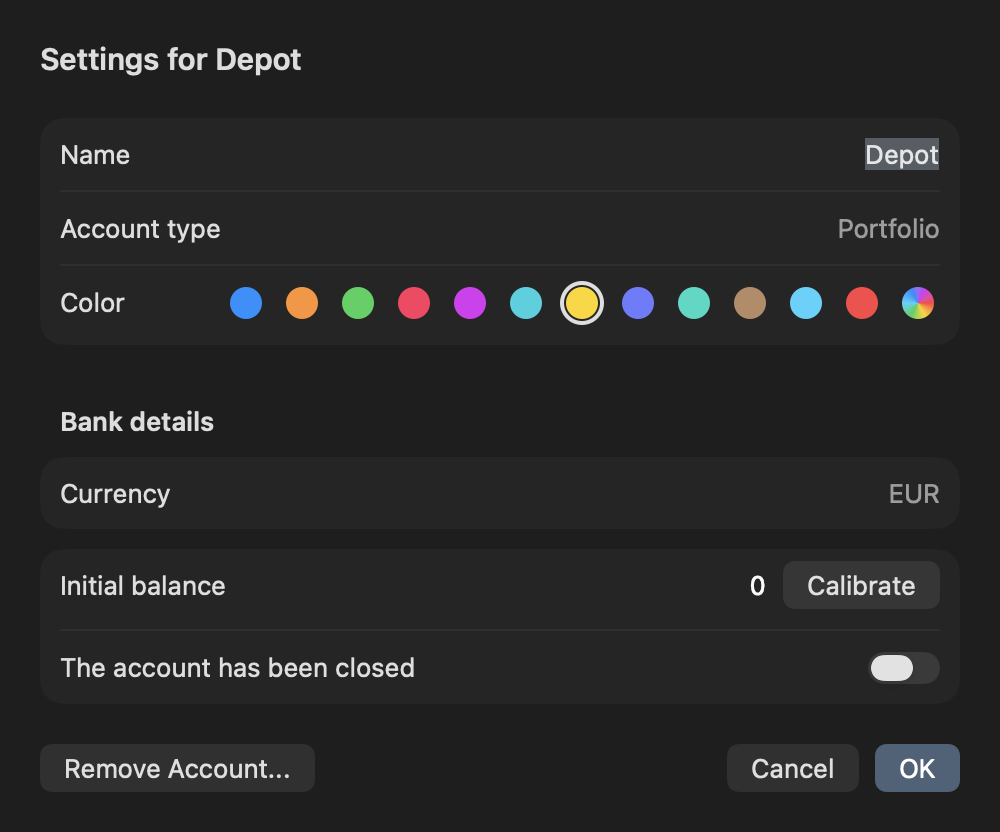 Settings for Depot
Name Depot
Account type Portfolio
Color
Bank details
Currency EUR
Initial balance 0 Calibrate
The account has been closed
Remove Account... Cancel OK